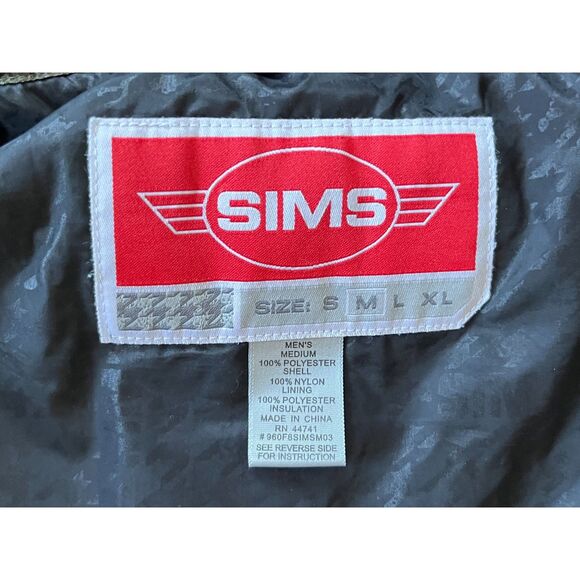 SIMS
SIZE: S M L XL
MEN'S
MEDIUM
100% POLYESTER
SHELL
100% NYLON
LINING
100% POLYESTER
INSULATION
MADE IN CHINA
RN 44741
#960F6SIMSM03
SEE REVERSE SIDE
FOR INSTRUCTION